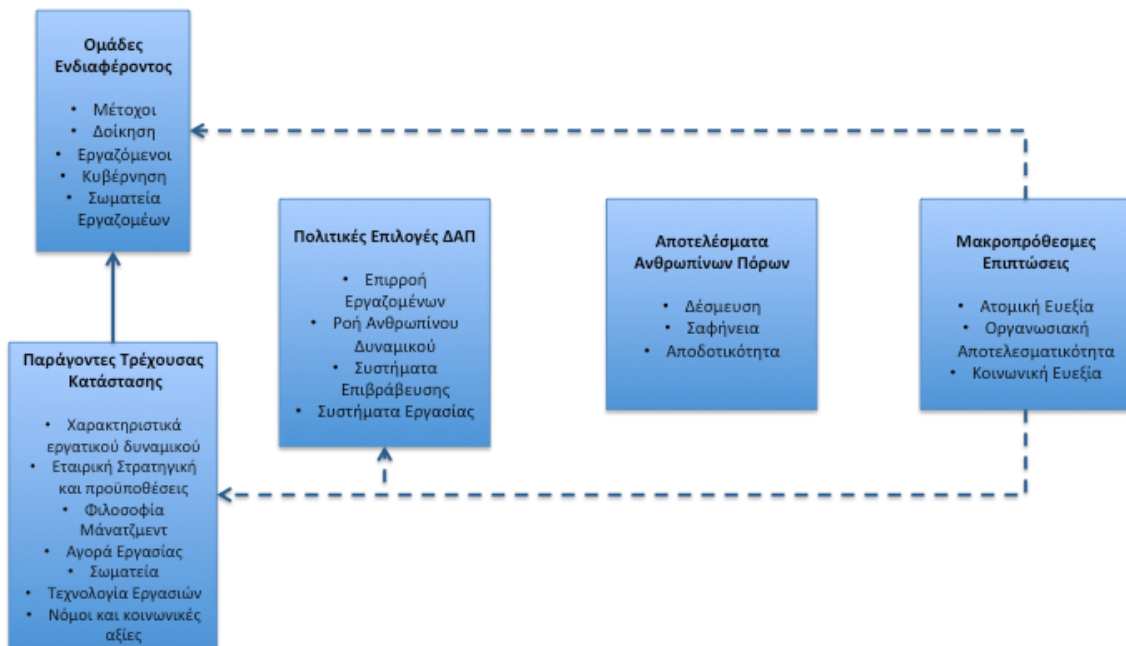 Ομάδες
Ενδιαφέροντος
• Μέτοχοι
• Δοίκηση
• Εργαζόμενοι
• Κυβέρνηση
• Σωματεία
Εργαζομέων
Παράγοντες Τρέχουσας
Κατάστασης
• Χαρακτηριστικά
εργατικού δυναμικού
• Εταιρική Στρατηγική
και προϋποθέσεις
• Φιλοσοφία
Μάνατζμεντ
• Αγορά Εργασίας
• Σωματεία
• Τεχνολογία Εργασιών
• Νόμοι και κοινωνικές
αξίες
Πολιτικές Επιλογές ΔΑΠ
• Επιρροή
Εργαζομένων
• Ροή Ανθρωπίνου
Δυναμικού
• Συστήματα
Επιβράβευσης
• Συστήματα Εργασίας
Αποτελέσματα
Ανθρωπίνων Πόρων
• Δέσμευση
• Σαφήνεια
• Αποδοτικότητα
Μακροπρόθεσμες
Επιπτώσεις
• Ατομική Ευεξία
• Οργανωσιακή
Αποτελεσματικότητα
• Κοινωνική Ευεξία